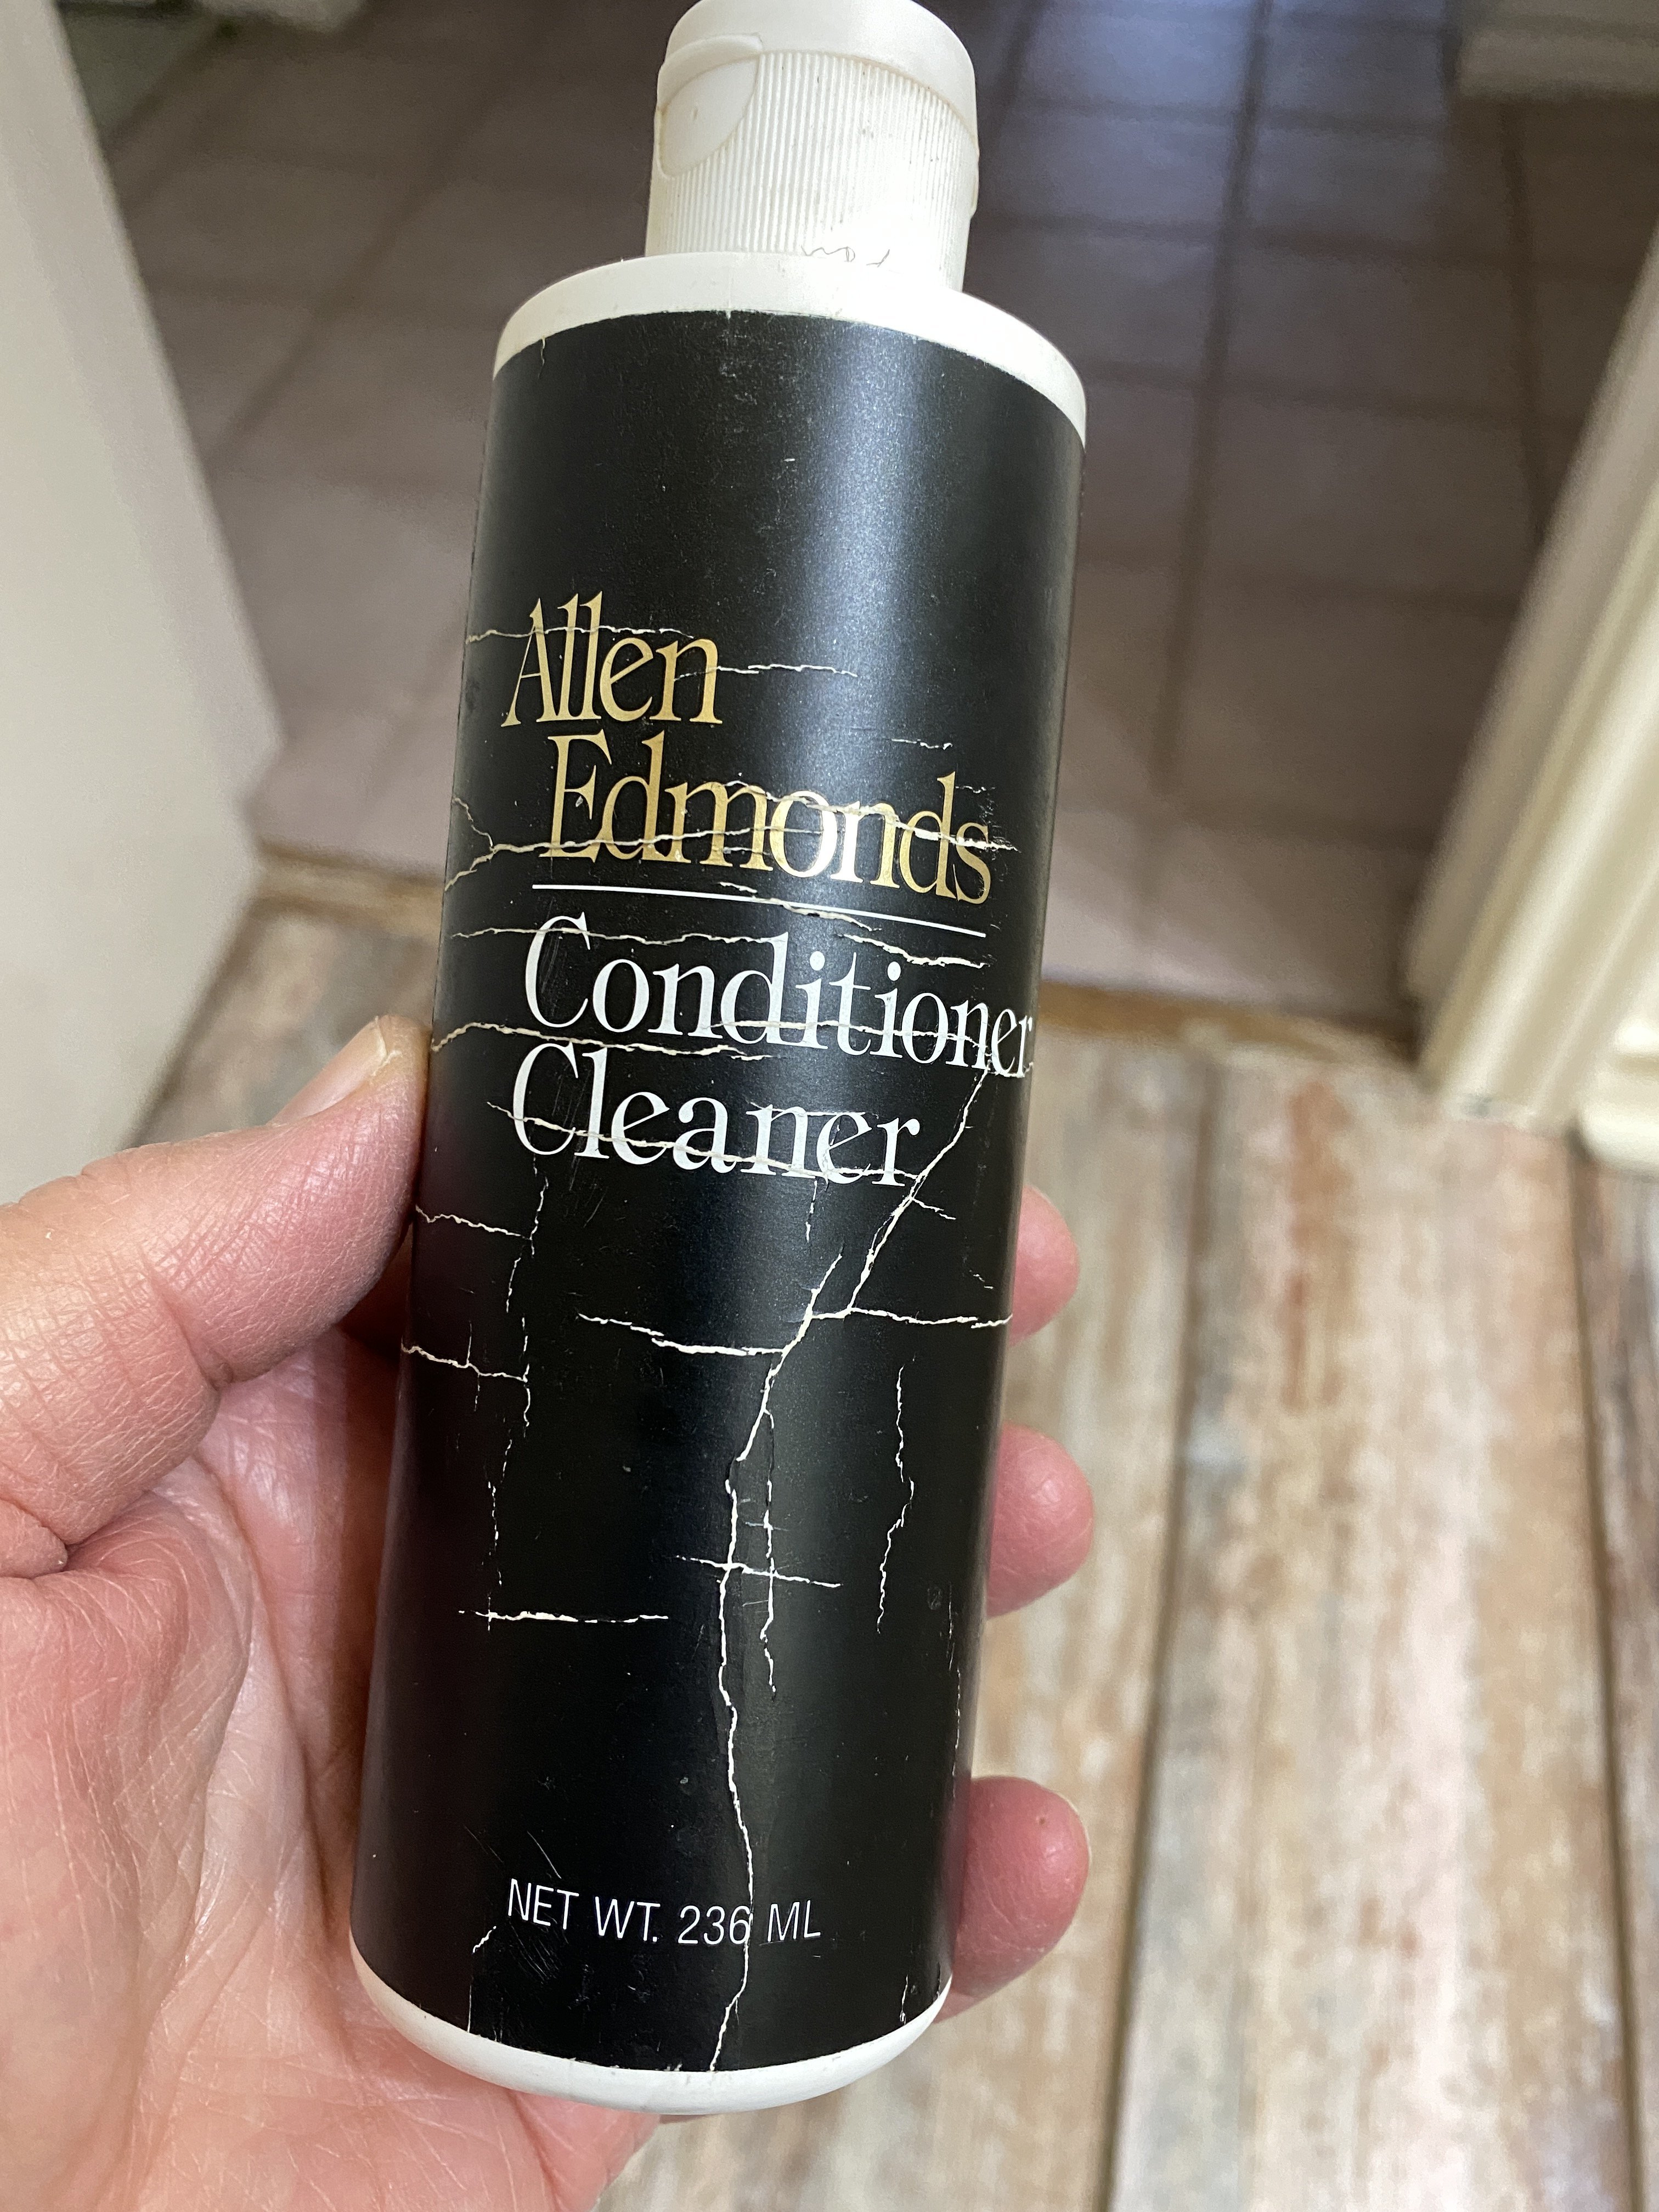 Allen
Edmonds
Conditioner
Cleaner
NET WT. 236 ML